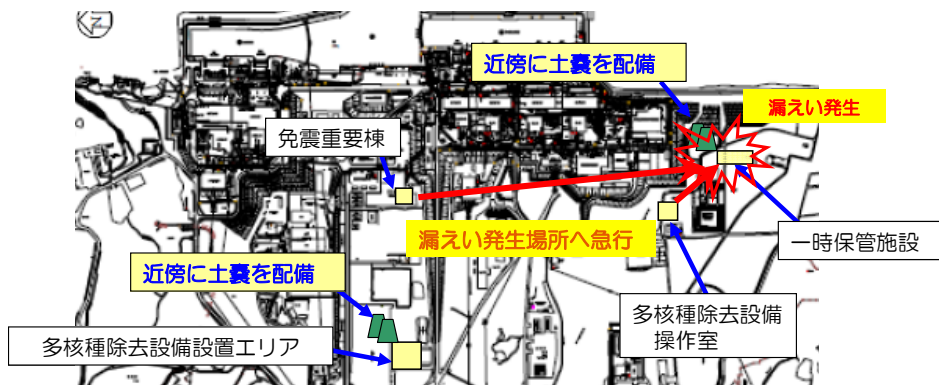 近傍に土嚢を配備
漏えい発生
免震重要棟
漏えい発生場所へ急行
一時保管施設
近傍に土嚢を配備
多核種除去設備
操作室
多核種除去設備設置エリア